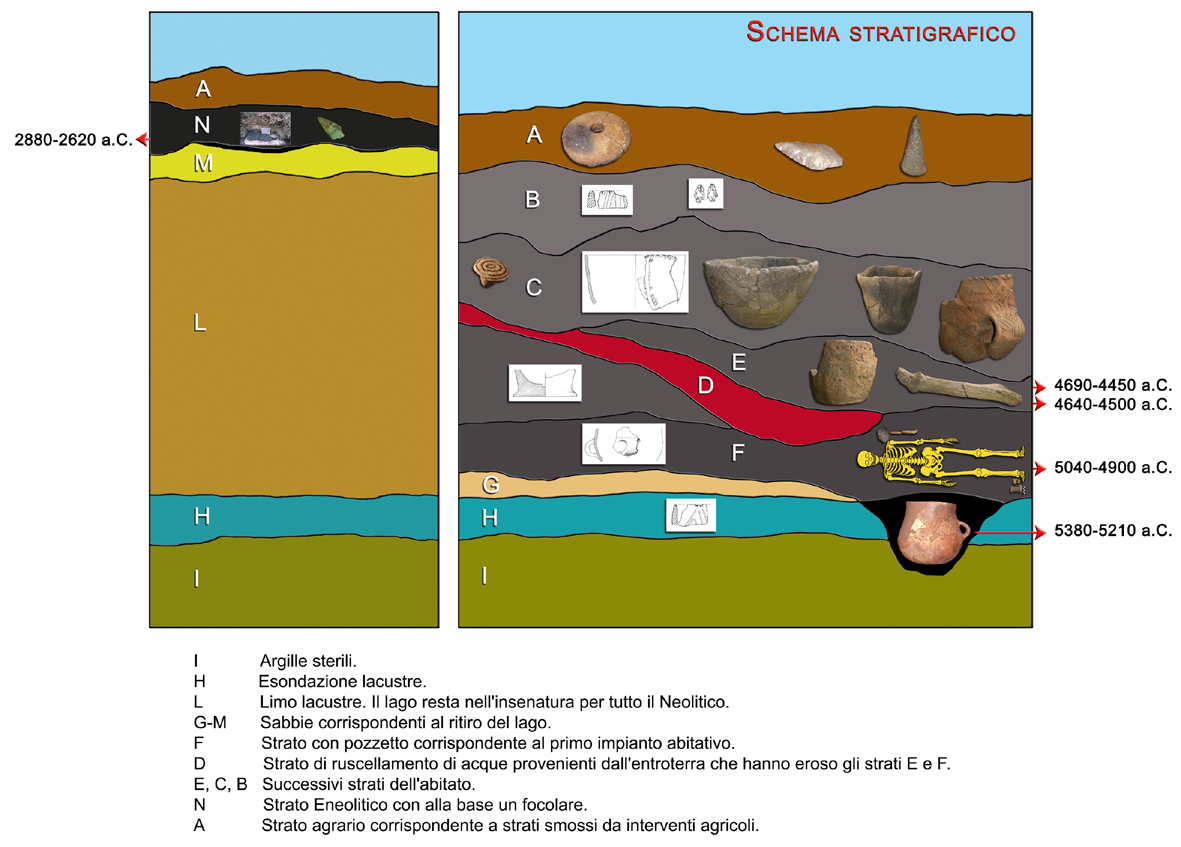 SCHEMA STRATIGRAFICO
A
N
2880-2620 a.C.
M
L
H
I
A
B
C
E
D
4690-4450 a.C.
4640-4500 a.C.
F
5040-4900 a.C.
G
H
5380-5210 a.C.
I
I Argille sterili.
H Esondazione lacustre.
L Limo lacustre. Il lago resta nell'insenatura per tutto il Neolitico.
G-M Sabbie corrispondenti al ritiro del lago.
F Strato con pozzetto corrispondente al primo impianto abitativo.
D Strato di ruscellamento di acque provenienti dall'entroterra che hanno eroso gli strati E e F.
E, C, B Successivi strati dell'abitato.
N Strato Eneolitico con alla base un focolare.
A Strato agrario corrispondente a strati smossi da interventi agricoli.